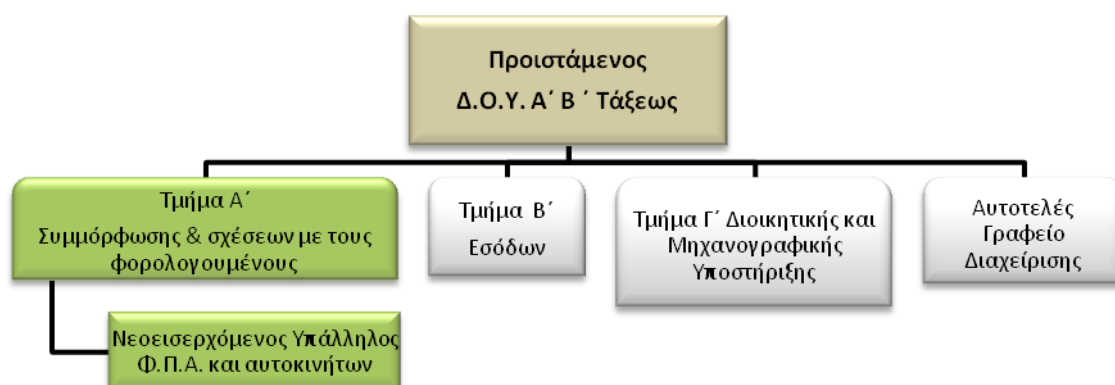 Προιστάμενος
Δ.Ο.Υ. Α΄ Β ΄ Τάξεως
Τμήμα Α΄
Συμμόρφωσης & σχέσεων με τους
φορολογουμένους
Τμήμα Β΄
Εσόδων
Τμήμα Γ΄ Διοικητικής και
Μηχανογραφικής
Υποστήριξης
Αυτοτελές
Γραφείο
Διαχείρισης
Νεοεισερχόμενος Υπάλληλος
Φ.Π.Α. και αυτοκινήτων